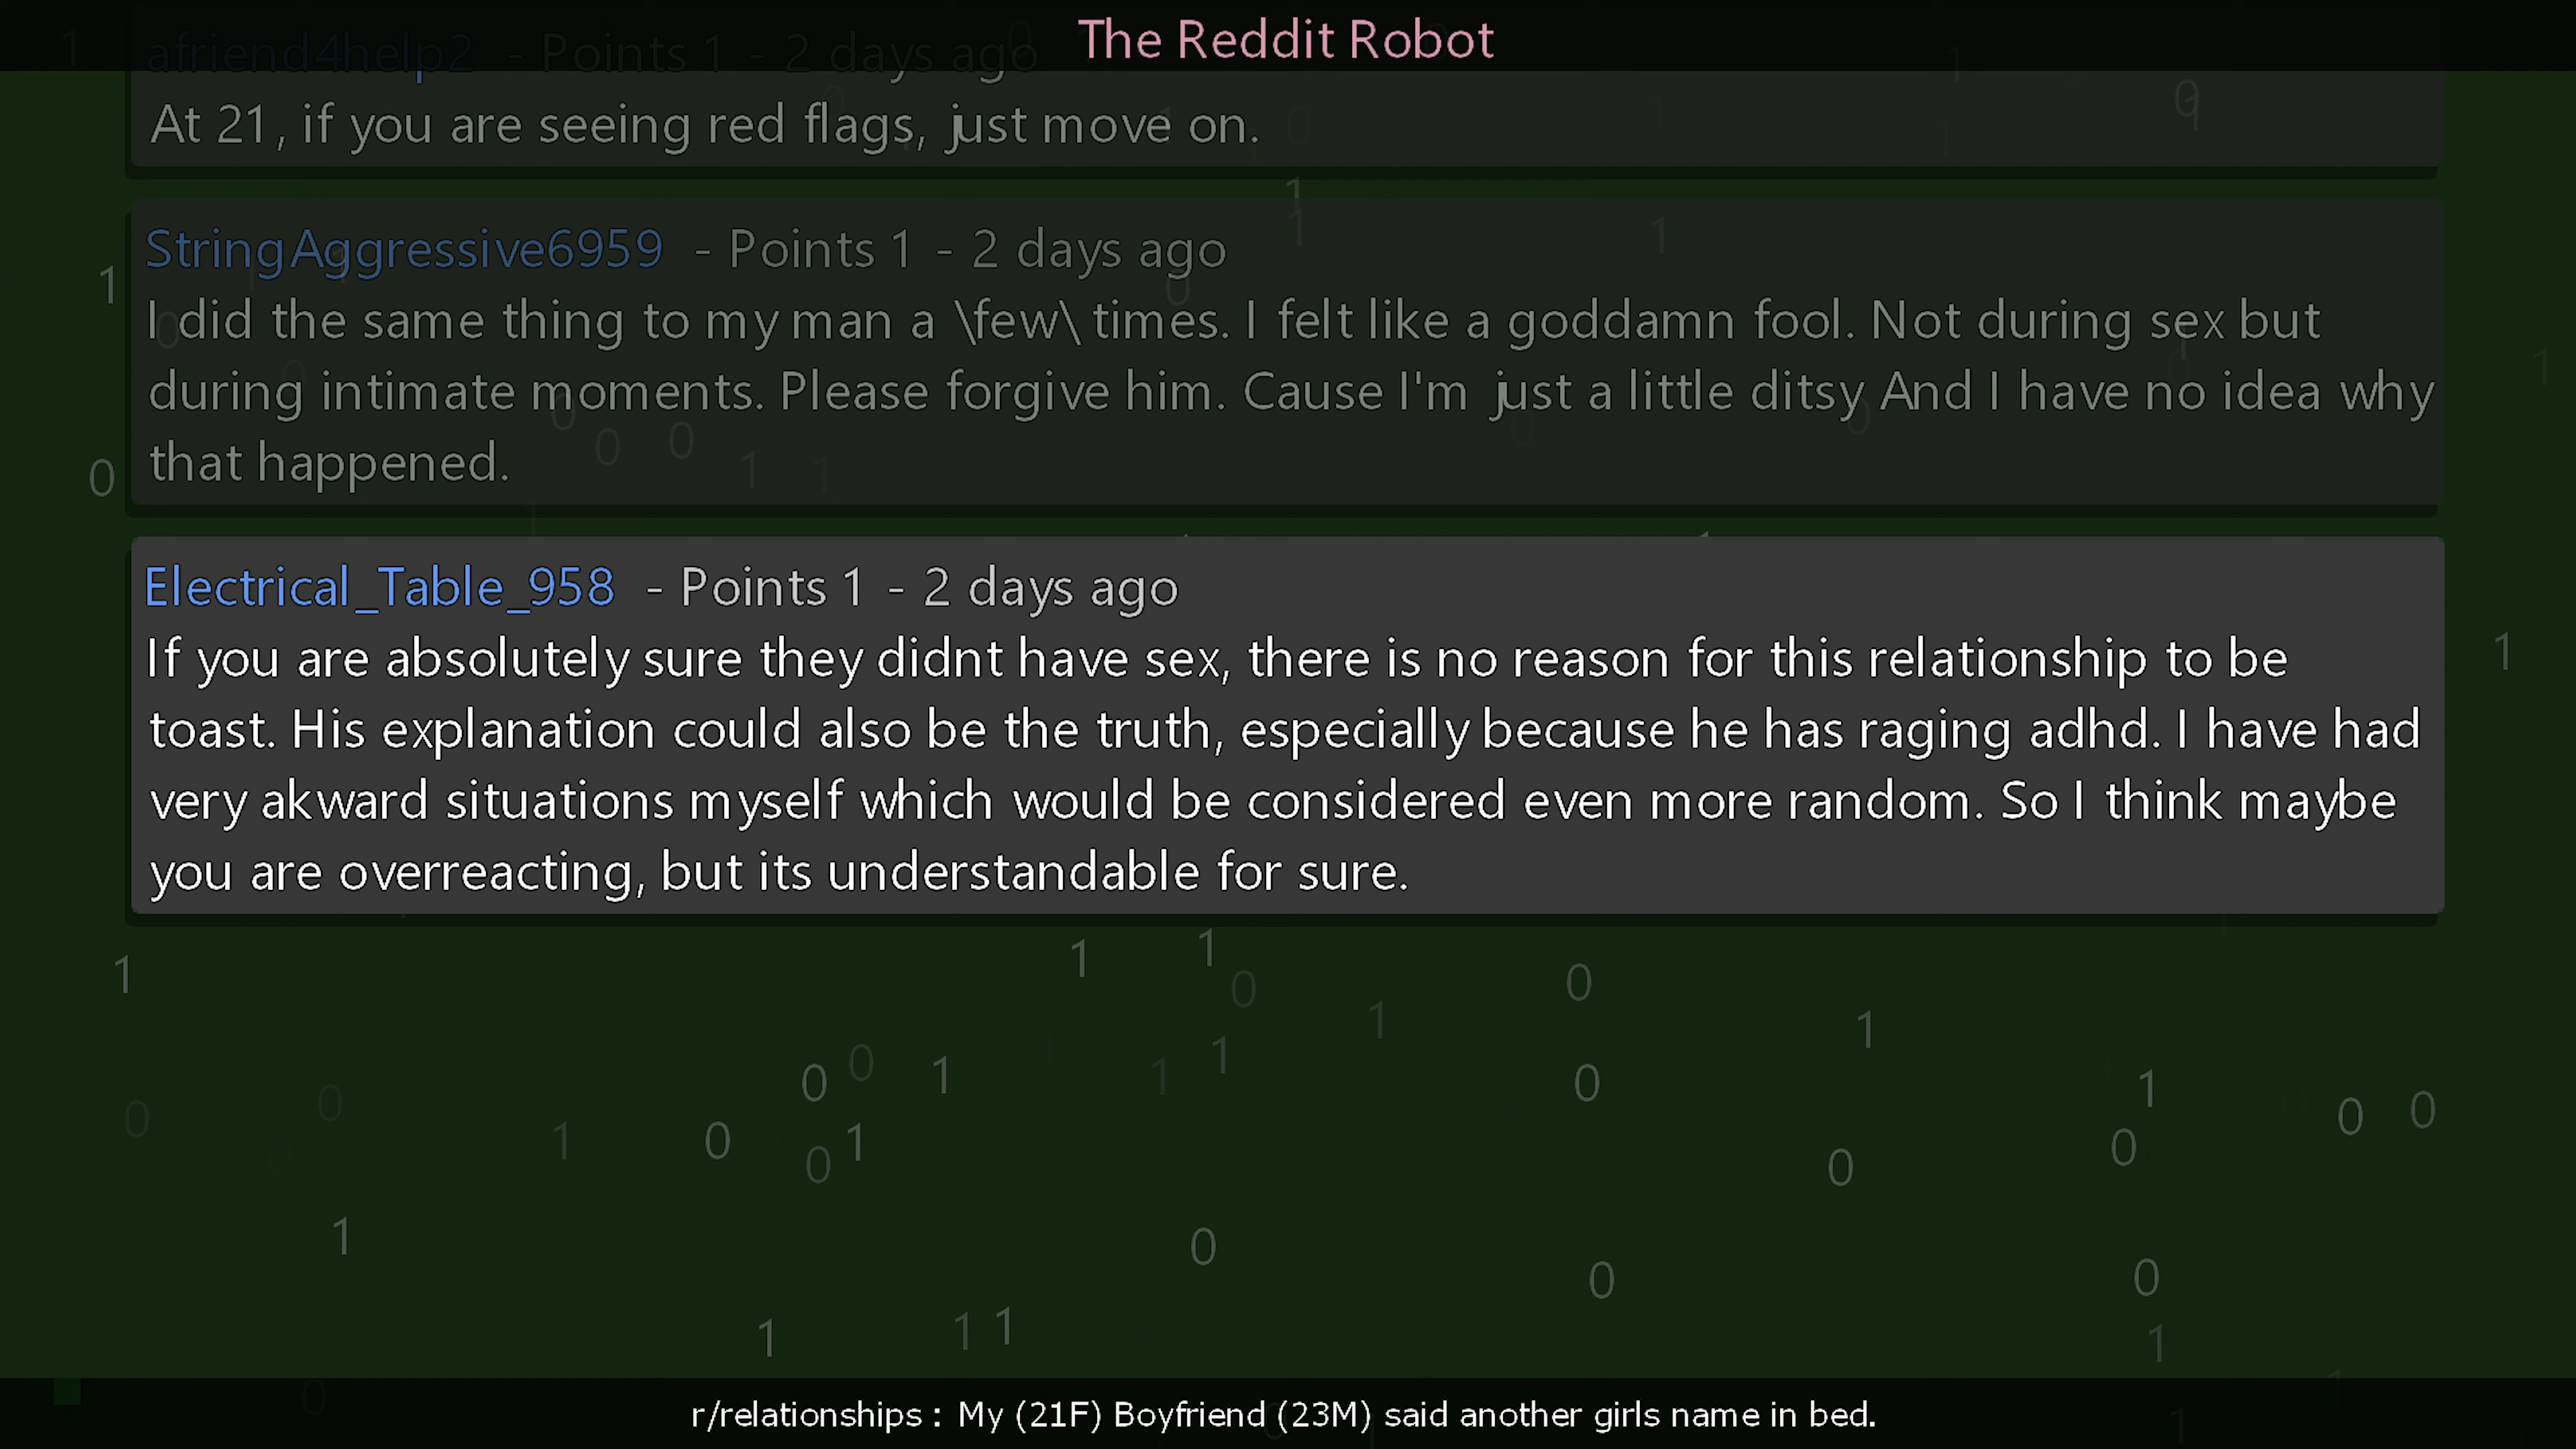 The Reddit Robot
afriend4help2 - Points 1 - 2 days ago
At 21, if you are seeing red flags, just move on.
StringAggressive6959 - Points 1 - 2 days ago
I did the same thing to my man a \few\ times. I felt like a goddamn fool. Not during sex but
during intimate moments. Please forgive him. Cause I'm just a little ditsy And I have no idea why
that happened.
Electrical_Table_958 - Points 1 - 2 days ago
If you are absolutely sure they didnt have sex, there is no reason for this relationship to be
toast. His explanation could also be the truth, especially because he has raging adhd. I have had
very akward situations myself which would be considered even more random. So I think maybe
you are overreacting, but its understandable for sure.
r/relationships : My (21F) Boyfriend (23M) said another girls name in bed.